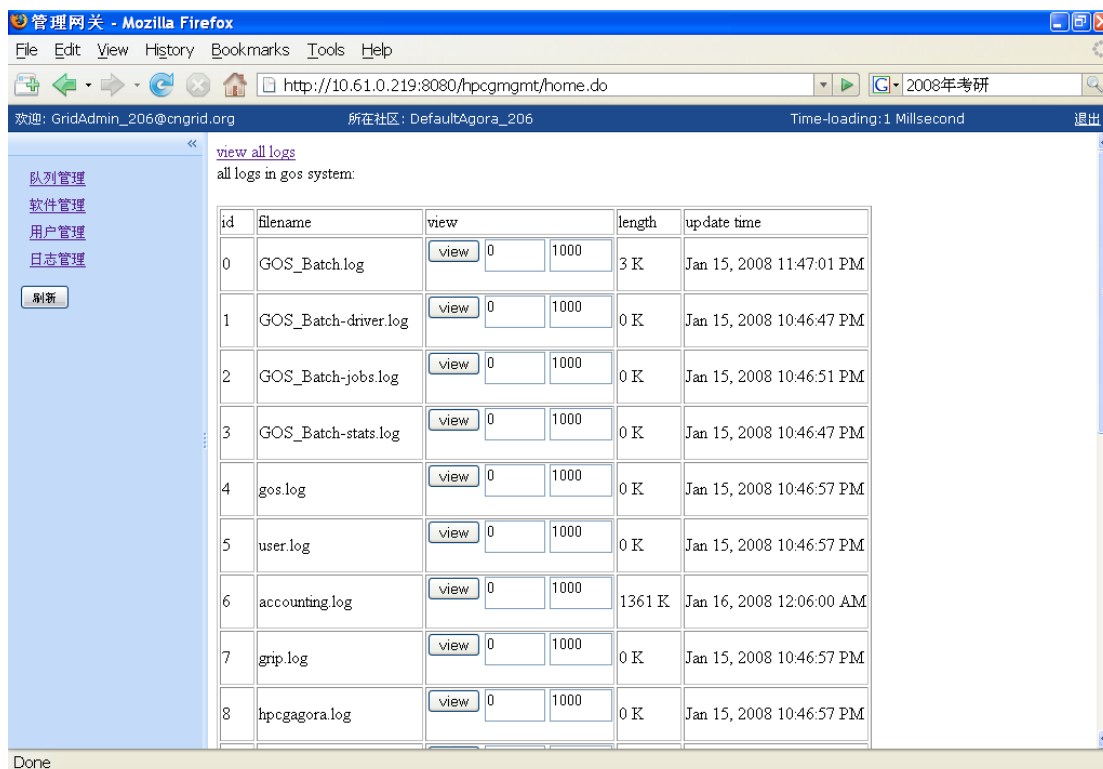 管理网关 - Mozilla Firefox
File Edit View History Bookmarks Tools Help
http://10.61.0.219:8080/hpcgmgmt/home.do G 2008年考研
欢迎: GridAdmin_206@cngrid.org 所在社区: DefaultAgora_206 Time-loading:1 Millsecond 退出
«
队列管理
软件管理
用户管理
日志管理
刷新
view all logs
all logs in gos system:
id filename view length update time
0 GOS_Batch.log view 0 1000 3 K Jan 15, 2008 11:47:01 PM
1 GOS_Batch-driver.log view 0 1000 0 K Jan 15, 2008 10:46:47 PM
2 GOS_Batch-jobs.log view 0 1000 0 K Jan 15, 2008 10:46:51 PM
3 GOS_Batch-stats.log view 0 1000 0 K Jan 15, 2008 10:46:47 PM
4 gos.log view 0 1000 0 K Jan 15, 2008 10:46:57 PM
5 user.log view 0 1000 0 K Jan 15, 2008 10:46:57 PM
6 accounting.log view 0 1000 1361 K Jan 16, 2008 12:06:00 AM
7 grip.log view 0 1000 0 K Jan 15, 2008 10:46:57 PM
8 hpcgagora.log view 0 1000 0 K Jan 15, 2008 10:46:57 PM
Done